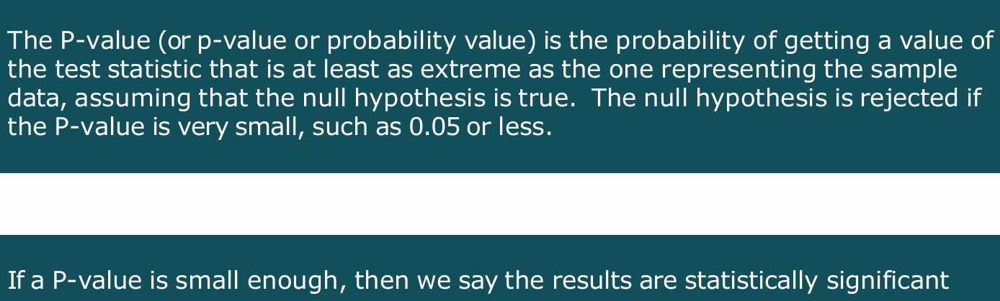 The P-value (or p-value or probability value) is the probability of getting a value of
the test statistic that is at least as extreme as the one representing the sample
data, assuming that the null hypothesis is true.  The null hypothesis is rejected if
the P-value is very small, such as 0.05 or less.
If a P-value is small enough, then we say the results are statistically significant